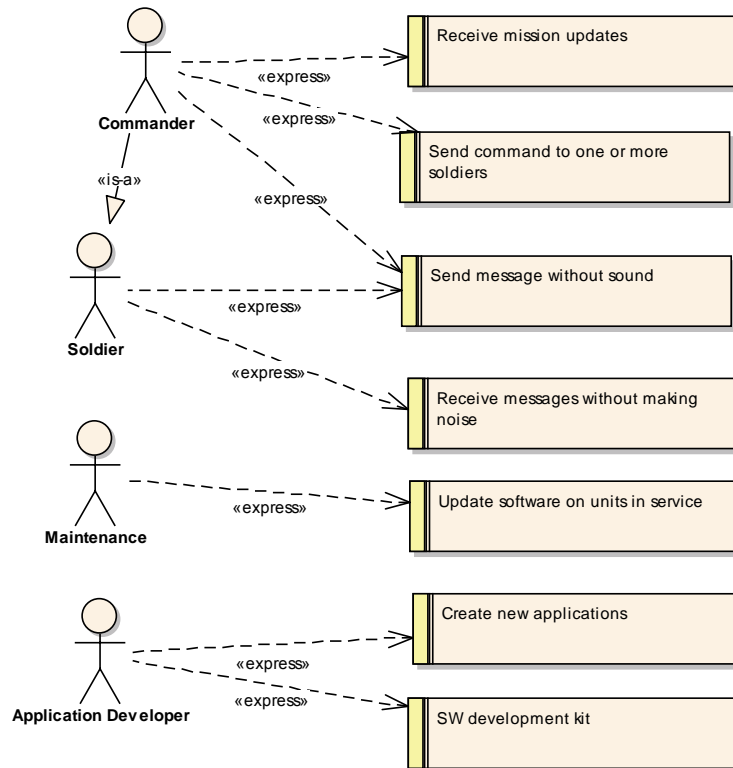 Receive mission updates
«express»
«express»
Commander
Send command to one or more
soldiers
«is-a»
«express»
Send message without sound
«express»
Soldier
«express»
Receive messages without making
noise
Update software on units in service
«express»
Maintenance
Create new applications
«express»
«express»
Application Developer
SW development kit